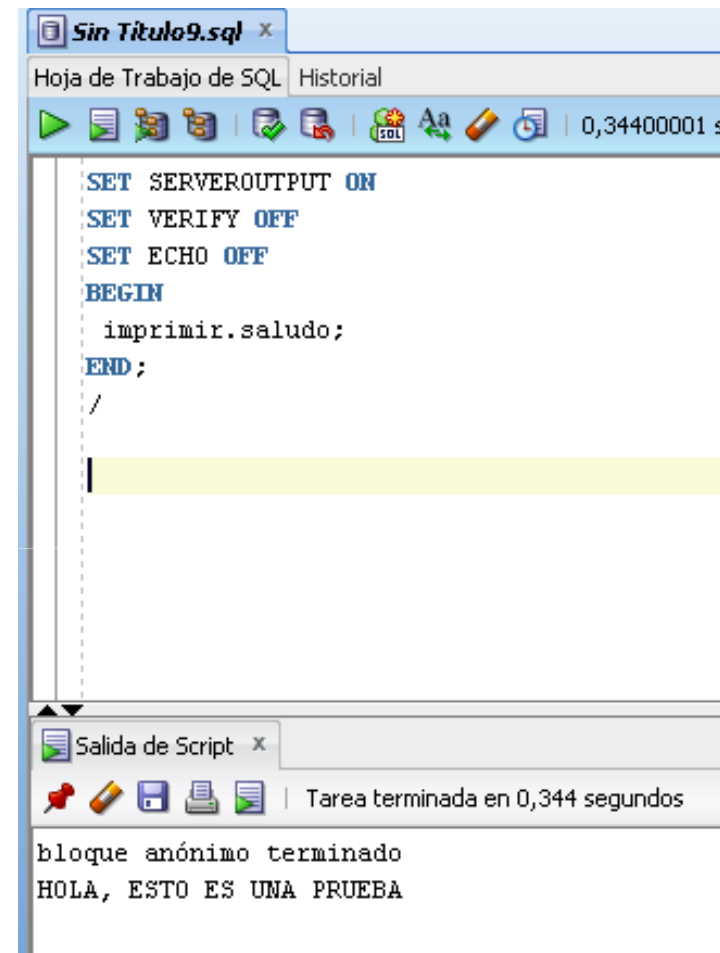 Sin Título9.sql
Hoja de Trabajo de SQL Historial
0,34400001 s
SET SERVEROUTPUT ON
SET VERIFY OFF
SET ECHO OFF
BEGIN
imprimir.saludo;
END;
/
Salida de Script
Tarea terminada en 0,344 segundos
bloque anónimo terminado
HOLA, ESTO ES UNA PRUEBA